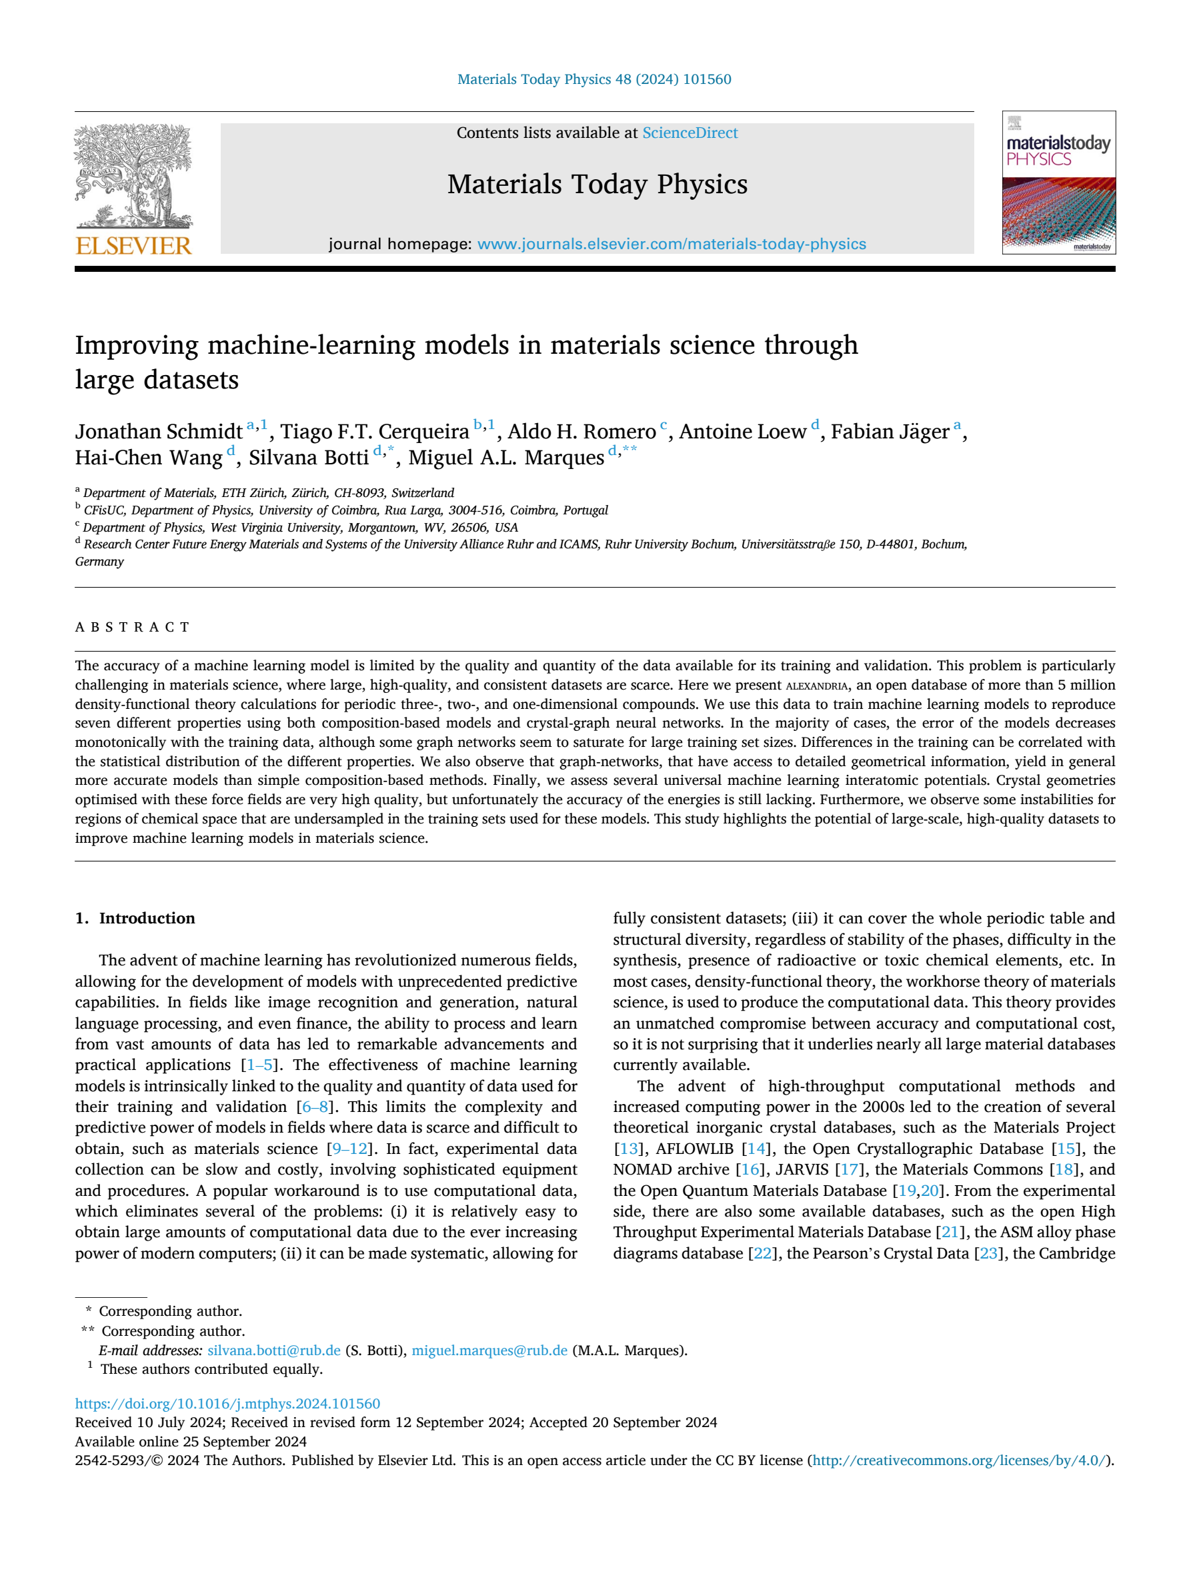 Materials Today Physics 48 (2024) 101560
Contents lists available at ScienceDirect
Materials Today Physics
journal homepage: www.journals.elsevier.com/materials-today-physics
ELSEVIER
materialstoday
PHYSICS
materialstoday
Improving machine-learning models in materials science through
large datasets
Jonathan Schmidt a,1, Tiago F.T. Cerqueira b,1, Aldo H. Romero c, Antoine Loew d, Fabian Jäger a,
Hai-Chen Wang d, Silvana Botti d,*, Miguel A.L. Marques d,**
a Department of Materials, ETH Zürich, Zürich, CH-8093, Switzerland
b CFisUC, Department of Physics, University of Coimbra, Rua Larga, 3004-516, Coimbra, Portugal
c Department of Physics, West Virginia University, Morgantown, WV, 26506, USA
d Research Center Future Energy Materials and Systems of the University Alliance Ruhr and ICAMS, Ruhr University Bochum, Universitätsstraße 150, D-44801, Bochum,
Germany
A B S T R A C T
The accuracy of a machine learning model is limited by the quality and quantity of the data available for its training and validation. This problem is particularly
challenging in materials science, where large, high-quality, and consistent datasets are scarce. Here we present ALEXANDRIA, an open database of more than 5 million
density-functional theory calculations for periodic three-, two-, and one-dimensional compounds. We use this data to train machine learning models to reproduce
seven different properties using both composition-based models and crystal-graph neural networks. In the majority of cases, the error of the models decreases
monotonically with the training data, although some graph networks seem to saturate for large training set sizes. Differences in the training can be correlated with
the statistical distribution of the different properties. We also observe that graph-networks, that have access to detailed geometrical information, yield in general
more accurate models than simple composition-based methods. Finally, we assess several universal machine learning interatomic potentials. Crystal geometries
optimised with these force fields are very high quality, but unfortunately the accuracy of the energies is still lacking. Furthermore, we observe some instabilities for
regions of chemical space that are undersampled in the training sets used for these models. This study highlights the potential of large-scale, high-quality datasets to
improve machine learning models in materials science.
1. Introduction
The advent of machine learning has revolutionized numerous fields,
allowing for the development of models with unprecedented predictive
capabilities. In fields like image recognition and generation, natural
language processing, and even finance, the ability to process and learn
from vast amounts of data has led to remarkable advancements and
practical applications [1–5]. The effectiveness of machine learning
models is intrinsically linked to the quality and quantity of data used for
their training and validation [6–8]. This limits the complexity and
predictive power of models in fields where data is scarce and difficult to
obtain, such as materials science [9–12]. In fact, experimental data
collection can be slow and costly, involving sophisticated equipment
and procedures. A popular workaround is to use computational data,
which eliminates several of the problems: (i) it is relatively easy to
obtain large amounts of computational data due to the ever increasing
power of modern computers; (ii) it can be made systematic, allowing for
fully consistent datasets; (iii) it can cover the whole periodic table and
structural diversity, regardless of stability of the phases, difficulty in the
synthesis, presence of radioactive or toxic chemical elements, etc. In
most cases, density-functional theory, the workhorse theory of materials
science, is used to produce the computational data. This theory provides
an unmatched compromise between accuracy and computational cost,
so it is not surprising that it underlies nearly all large material databases
currently available.
The advent of high-throughput computational methods and
increased computing power in the 2000s led to the creation of several
theoretical inorganic crystal databases, such as the Materials Project
[13], AFLOWLIB [14], the Open Crystallographic Database [15], the
NOMAD archive [16], JARVIS [17], the Materials Commons [18], and
the Open Quantum Materials Database [19,20]. From the experimental
side, there are also some available databases, such as the open High
Throughput Experimental Materials Database [21], the ASM alloy phase
diagrams database [22], the Pearson's Crystal Data [23], the Cambridge
* Corresponding author.
** Corresponding author.
E-mail addresses: silvana.botti@rub.de (S. Botti), miguel.marques@rub.de (M.A.L. Marques).
1 These authors contributed equally.
https://doi.org/10.1016/j.mtphys.2024.101560
Received 10 July 2024; Received in revised form 12 September 2024; Accepted 20 September 2024
Available online 25 September 2024
2542-5293/© 2024 The Authors. Published by Elsevier Ltd. This is an open access article under the CC BY license (http://creativecommons.org/licenses/by/4.0/).